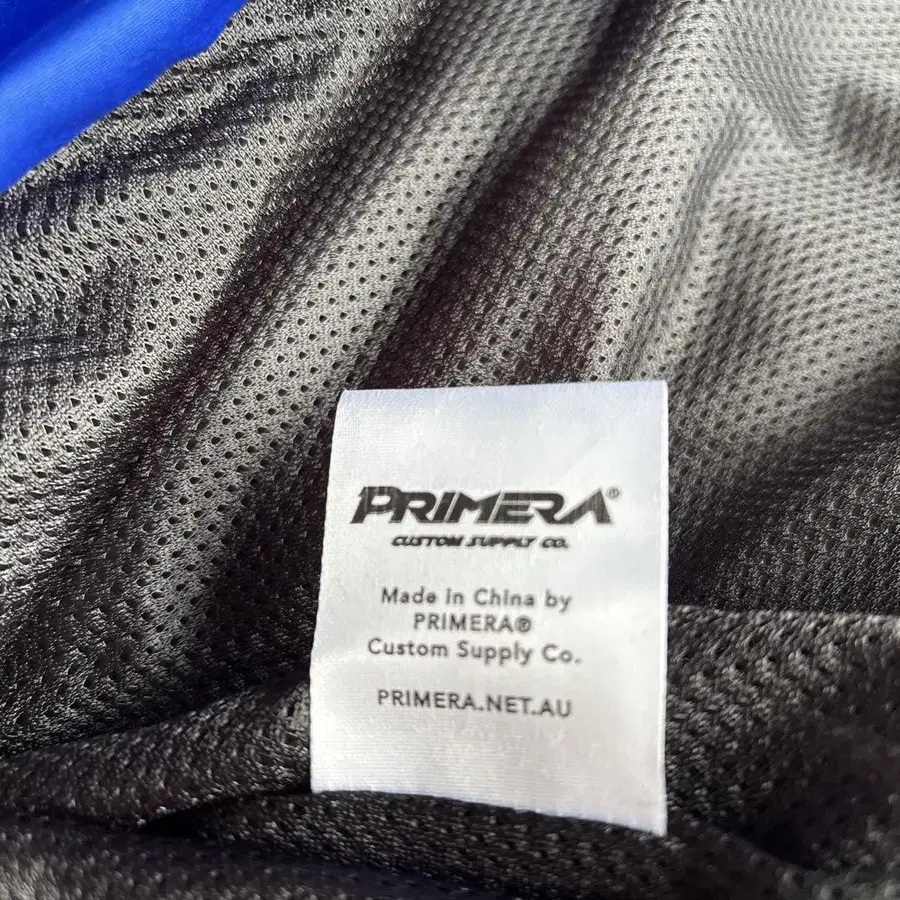 PRIMERA®
CUSTOM SUPPLY CO.
Made in China by
PRIMERA®
Custom Supply Co.
PRIMERA.NET.AU